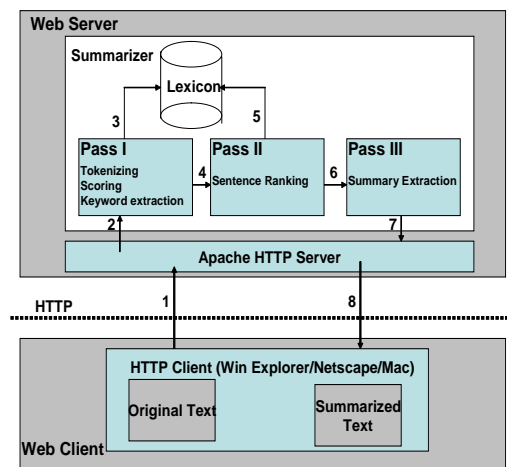 Web Server
Summarizer
Lexicon
3
5
Pass I
Tokenizing
Scoring
Keyword extraction
4
Pass II
Sentence Ranking
6
Pass III
Summary Extraction
2
7
Apache HTTP Server
1
8
HTTP
HTTP Client (Win Explorer/Netscape/Mac)
Original Text
Summarized
Text
Web Client